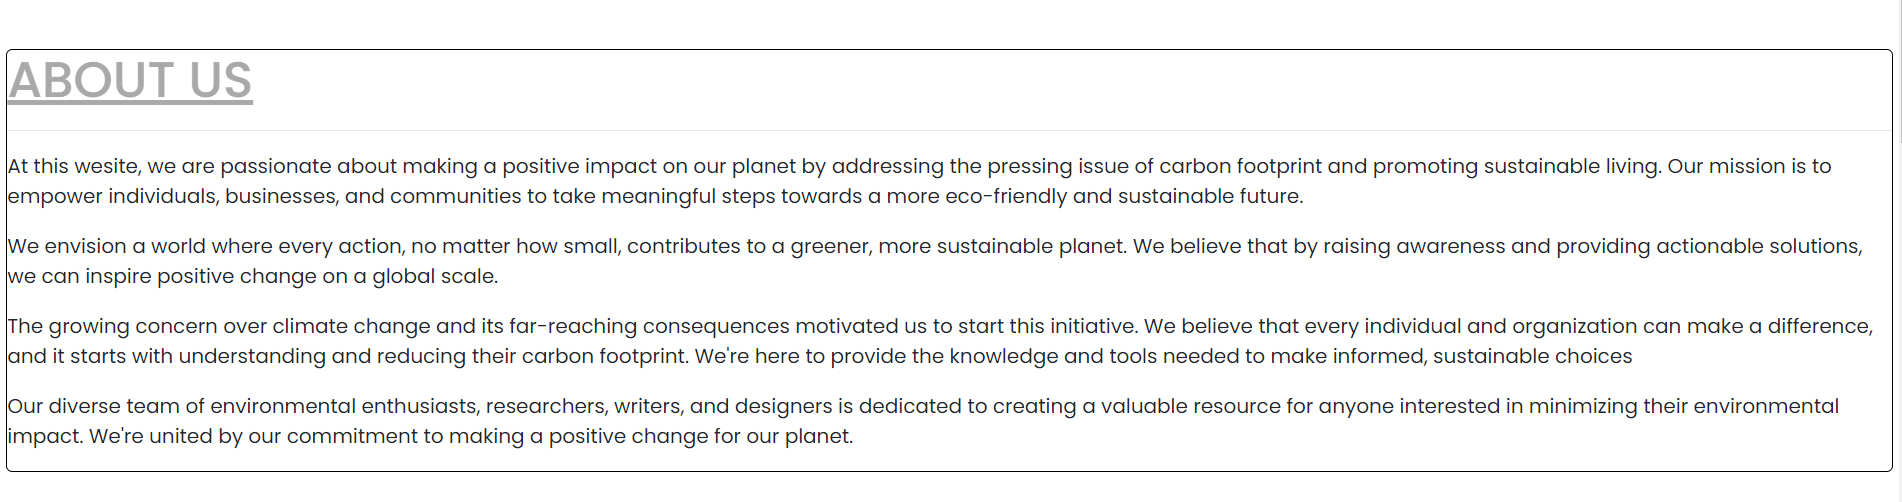 ABOUT US
At this wesite, we are passionate about making a positive impact on our planet by addressing the pressing issue of carbon footprint and promoting sustainable living. Our mission is to
empower individuals, businesses, and communities to take meaningful steps towards a more eco-friendly and sustainable future.
We envision a world where every action, no matter how small, contributes to a greener, more sustainable planet. We believe that by raising awareness and providing actionable solutions,
we can inspire positive change on a global scale.
The growing concern over climate change and its far-reaching consequences motivated us to start this initiative. We believe that every individual and organization can make a difference,
and it starts with understanding and reducing their carbon footprint. We're here to provide the knowledge and tools needed to make informed, sustainable choices
Our diverse team of environmental enthusiasts, researchers, writers, and designers is dedicated to creating a valuable resource for anyone interested in minimizing their environmental
impact. We're united by our commitment to making a positive change for our planet.